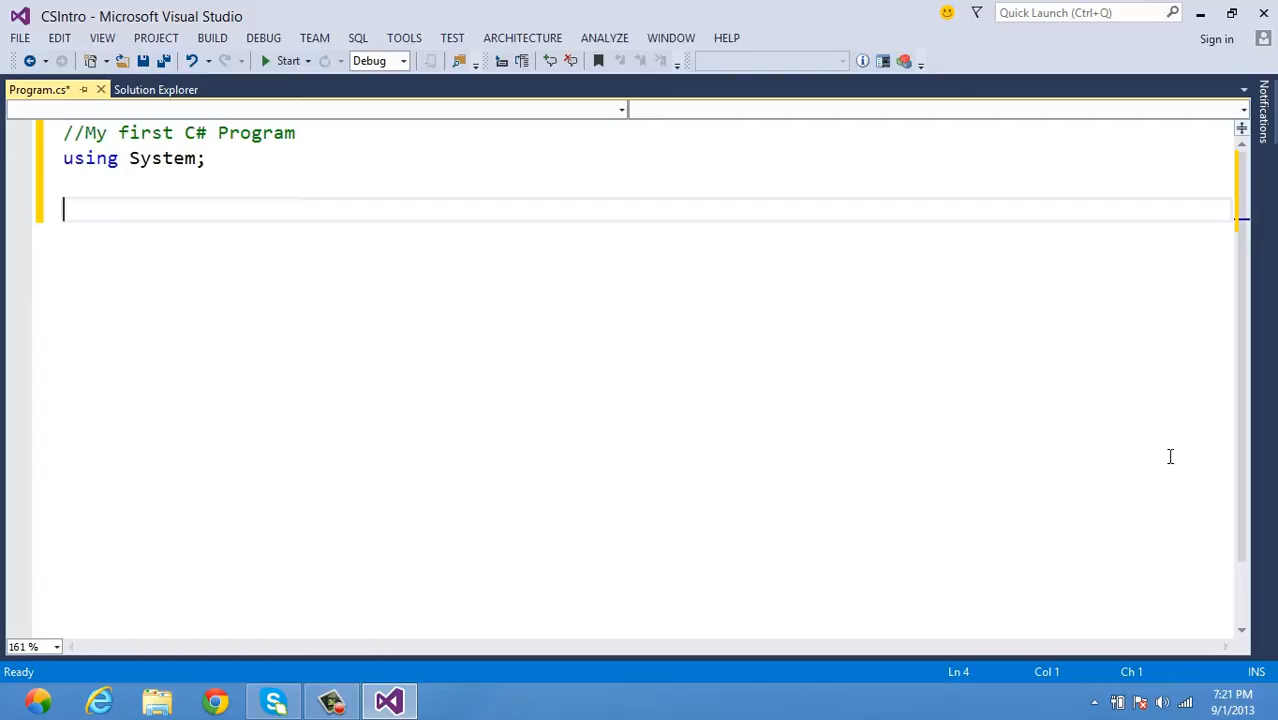 CSIntro - Microsoft Visual Studio
Quick Launch (Ctrl+Q)
FILE EDIT VIEW PROJECT BUILD DEBUG TEAM SQL TOOLS TEST ARCHITECTURE ANALYZE WINDOW HELP
Sign in
Start Debug
Program.cs* Solution Explorer
Notifications
//My first C# Program
using System;
161 %
Ready Ln 4 Col 1 Ch 1 INS
7:21 PM
9/1/2013